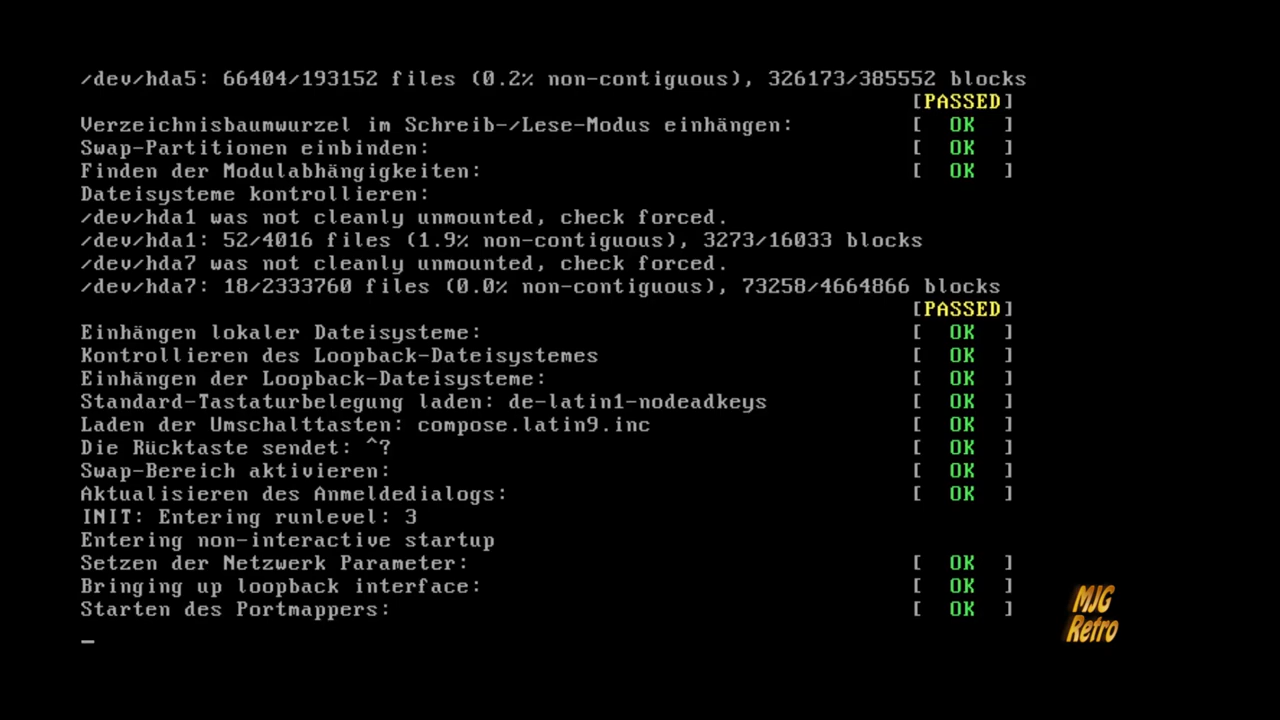 /dev/hda5: 66404/193152 files (0.2% non-contiguous), 326173/385552 blocks
[PASSED]
Verzeichnisbaumwurzel im Schreib-/Lese-Modus einhängen: [ OK ]
Swap-Partitionen einbinden: [ OK ]
Finden der Modulabhängigkeiten: [ OK ]
Dateisysteme kontrollieren:
/dev/hda1 was not cleanly unmounted, check forced.
/dev/hda1: 52/4016 files (1.9% non-contiguous), 3273/16033 blocks
/dev/hda7 was not cleanly unmounted, check forced.
/dev/hda7: 18/2333760 files (0.0% non-contiguous), 73258/4664866 blocks
[PASSED]
Einhängen lokaler Dateisysteme: [ OK ]
Kontrollieren des Loopback-Dateisystemes [ OK ]
Einhängen der Loopback-Dateisysteme: [ OK ]
Standard-Tastaturbelegung laden: de-latin1-nodeadkeys [ OK ]
Laden der Umschalttasten: compose.latin9.inc [ OK ]
Die Rücktaste sendet: ^? [ OK ]
Swap-Bereich aktivieren: [ OK ]
Aktualisieren des Anmeldedialogs: [ OK ]
INIT: Entering runlevel: 3
Entering non-interactive startup
Setzen der Netzwerk Parameter: [ OK ]
Bringing up loopback interface: [ OK ]
Starten des Portmappers: [ OK ]
_
MJG
Retro